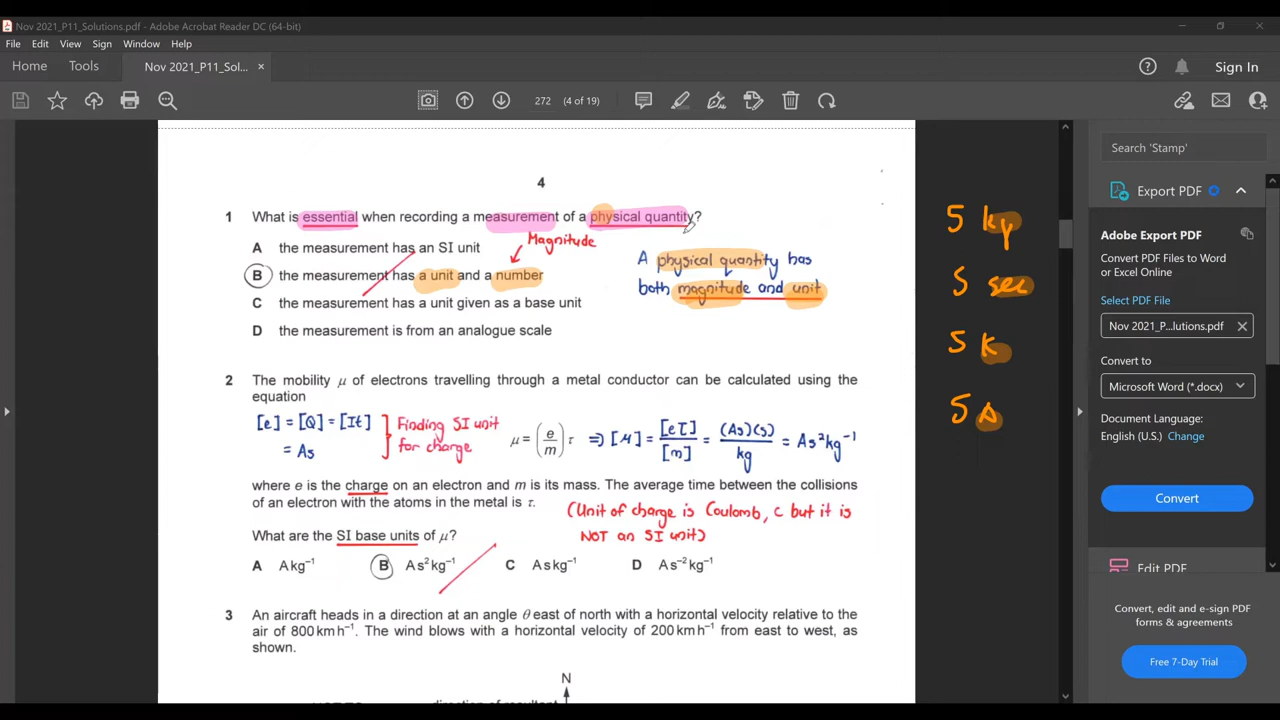 Nov 2021_P11_Solutions.pdf - Adobe Acrobat Reader DC (64-bit)
File Edit View Sign Window Help
Home Tools Nov 2021_P11_Sol... × Sign In
272 (4 of 19)
4
1 What is essential when recording a measurement of a physical quantity?
Magnitude
A the measurement has an SI unit
B the measurement has a unit and a number
C the measurement has a unit given as a base unit
D the measurement is from an analogue scale
A physical quantity has
both magnitude and unit
2 The mobility μ of electrons travelling through a metal conductor can be calculated using the
equation
[e] = [Q] = [It]
= As
Finding SI unit
for charge
μ = (e/m) τ ⇒ [μ] = [eτ]/[m] = (As)(s)/kg = As²kg⁻¹
where e is the charge on an electron and m is its mass. The average time between the collisions
of an electron with the atoms in the metal is τ.
(Unit of charge is Coulomb, C but it is
NOT an SI unit)
What are the SI base units of μ?
A A kg⁻¹ B A s² kg⁻¹ C A s kg⁻¹ D A s⁻² kg⁻¹
3 An aircraft heads in a direction at an angle θ east of north with a horizontal velocity relative to the
air of 800 km h⁻¹. The wind blows with a horizontal velocity of 200 km h⁻¹ from east to west, as
shown.
N
direction of resultant
5 kg
5 sec
5 K
5 A
Search 'Stamp'
Export PDF
Adobe Export PDF
Convert PDF Files to Word
or Excel Online
Select PDF File
Nov 2021_P...lutions.pdf ×
Convert to
Microsoft Word (*.docx)
Document Language:
English (U.S.) Change
Convert
Edit PDF
Convert, edit and e-sign PDF
forms & agreements
Free 7-Day Trial